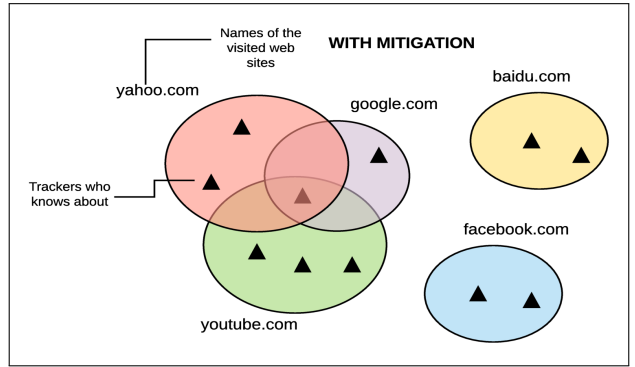 Names of the
visited web
sites
WITH MITIGATION
yahoo.com
google.com
baidu.com
Trackers who
knows about
facebook.com
youtube.com